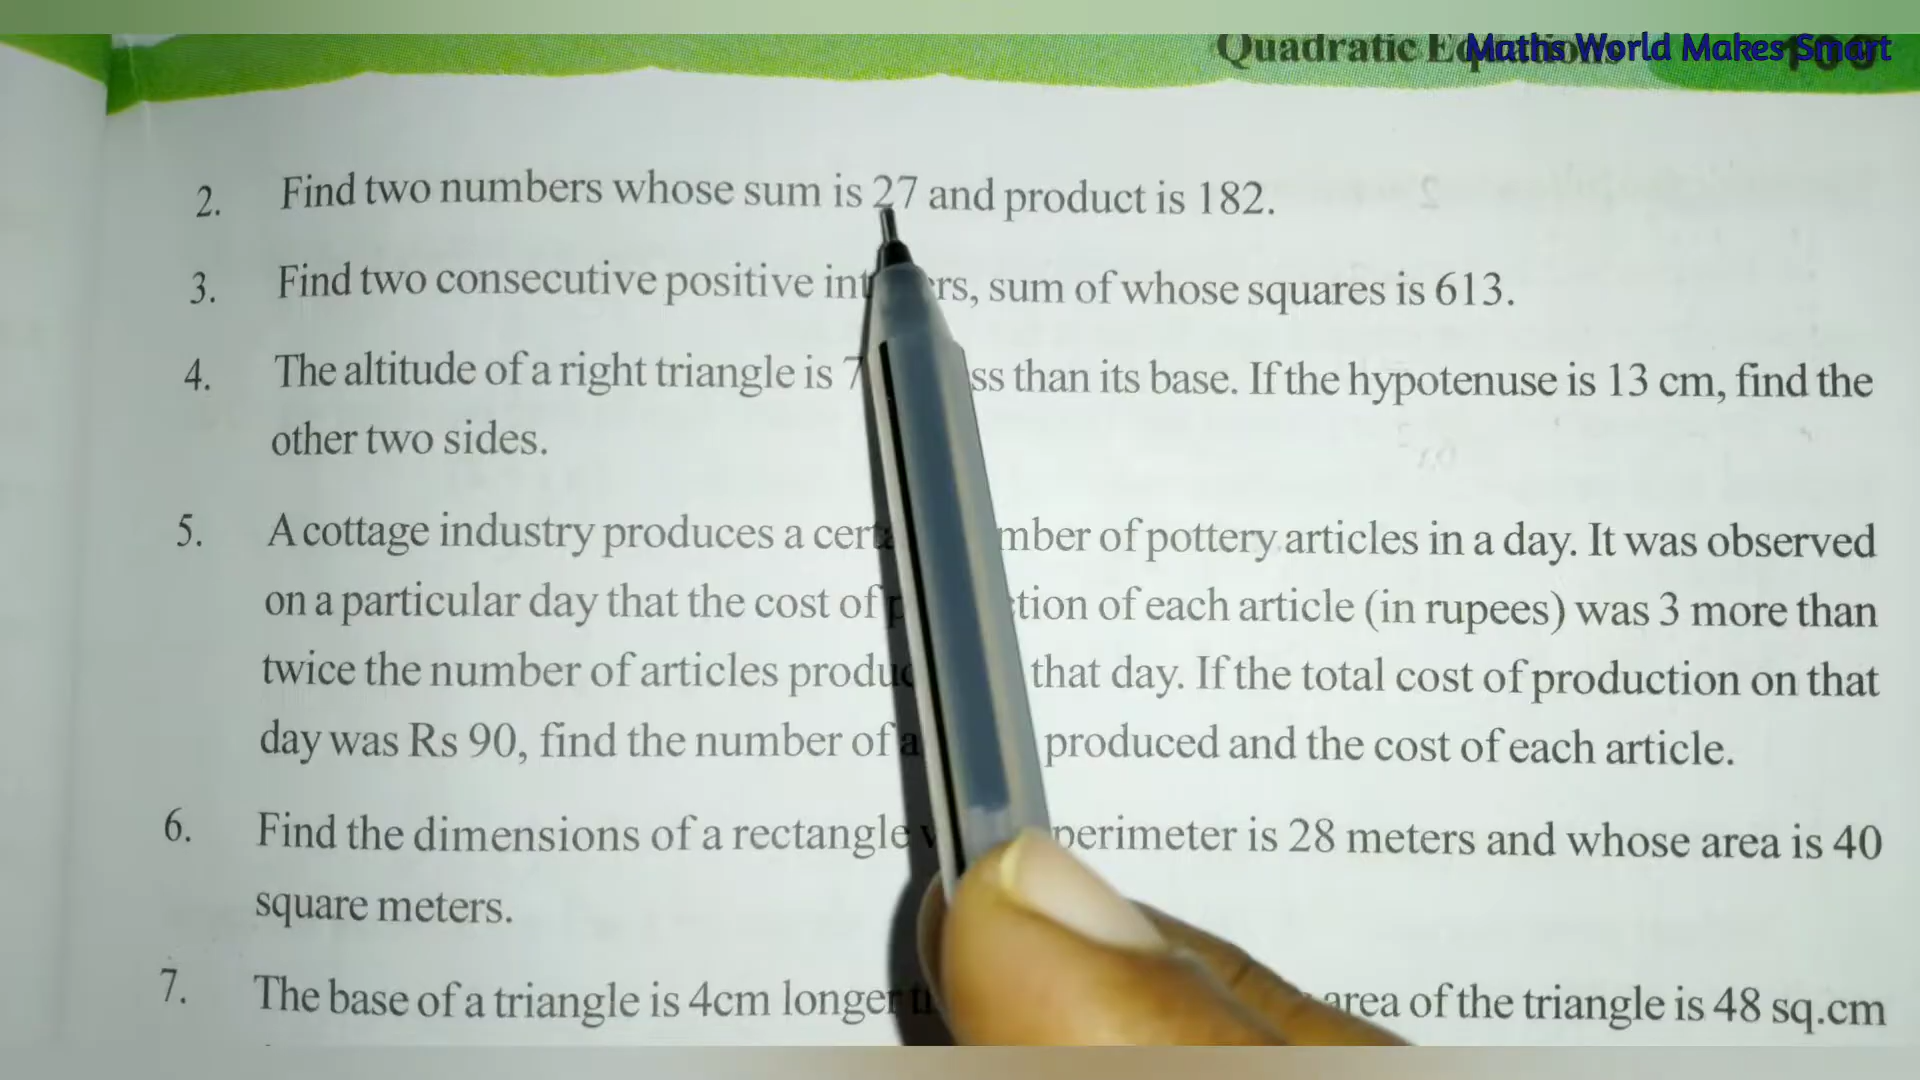 Quadratic Equations
Maths World Makes Smart
2. Find two numbers whose sum is 27 and product is 182.
3. Find two consecutive positive int rs, sum of whose squares is 613.
4. The altitude of a right triangle is 7 ss than its base. If the hypotenuse is 13 cm, find the
other two sides.
5. A cottage industry produces a cert mber of pottery articles in a day. It was observed
on a particular day that the cost of p tion of each article (in rupees) was 3 more than
twice the number of articles produc that day. If the total cost of production on that
day was Rs 90, find the number of a produced and the cost of each article.
6. Find the dimensions of a rectangle w perimeter is 28 meters and whose area is 40
square meters.
7. The base of a triangle is 4cm longer t area of the triangle is 48 sq.cm